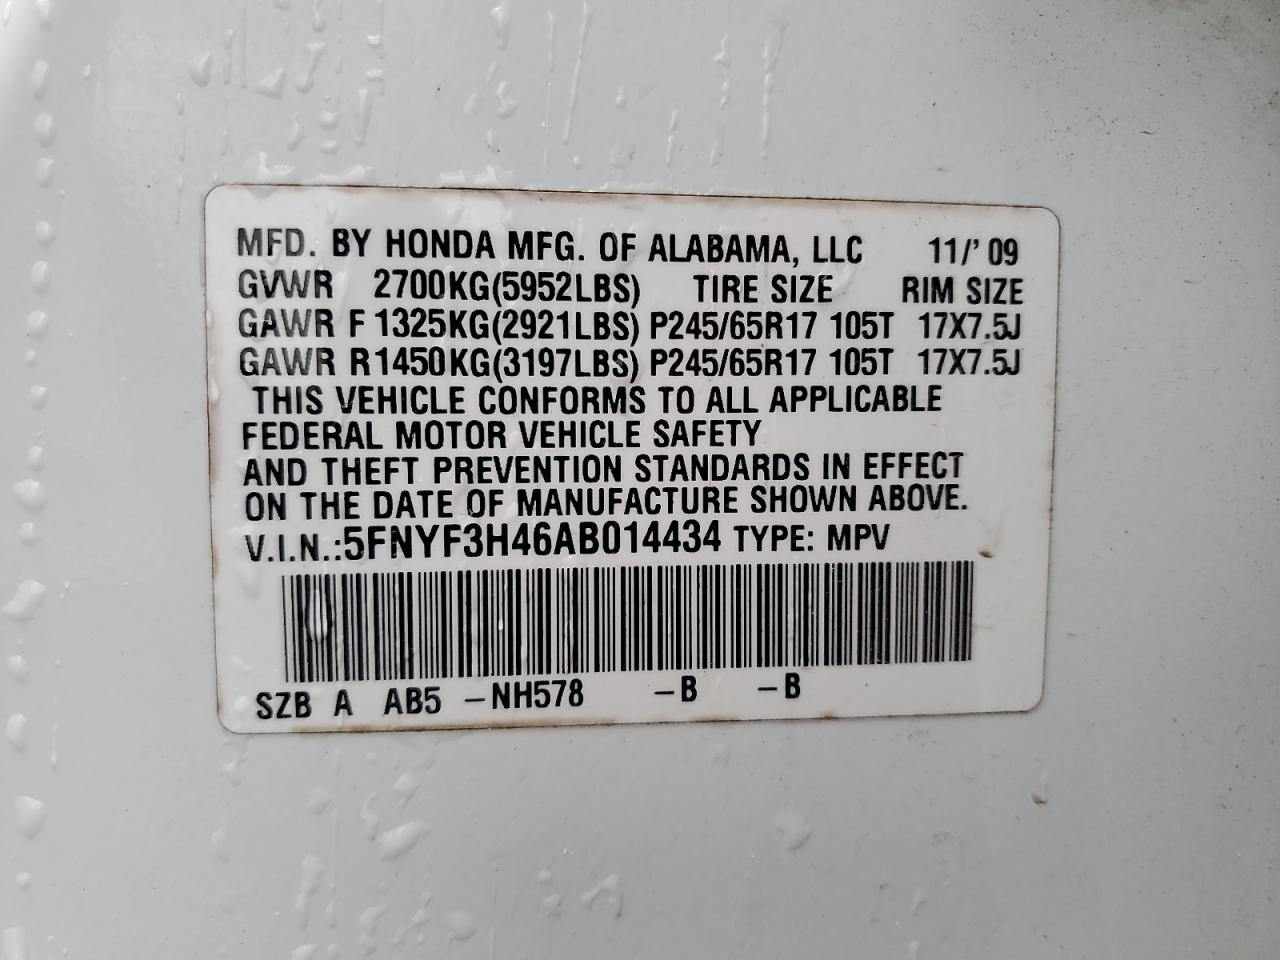 MFD. BY HONDA MFG. OF ALABAMA, LLC 11/' 09
GVWR 2700KG(5952LBS) TIRE SIZE RIM SIZE
GAWR F 1325KG(2921LBS) P245/65R17 105T 17X7.5J
GAWR R1450KG(3197LBS) P245/65R17 105T 17X7.5J
THIS VEHICLE CONFORMS TO ALL APPLICABLE
FEDERAL MOTOR VEHICLE SAFETY
AND THEFT PREVENTION STANDARDS IN EFFECT
ON THE DATE OF MANUFACTURE SHOWN ABOVE.
V.I.N.:5FNYF3H46AB014434 TYPE: MPV
SZB A AB5 -NH578 -B -B